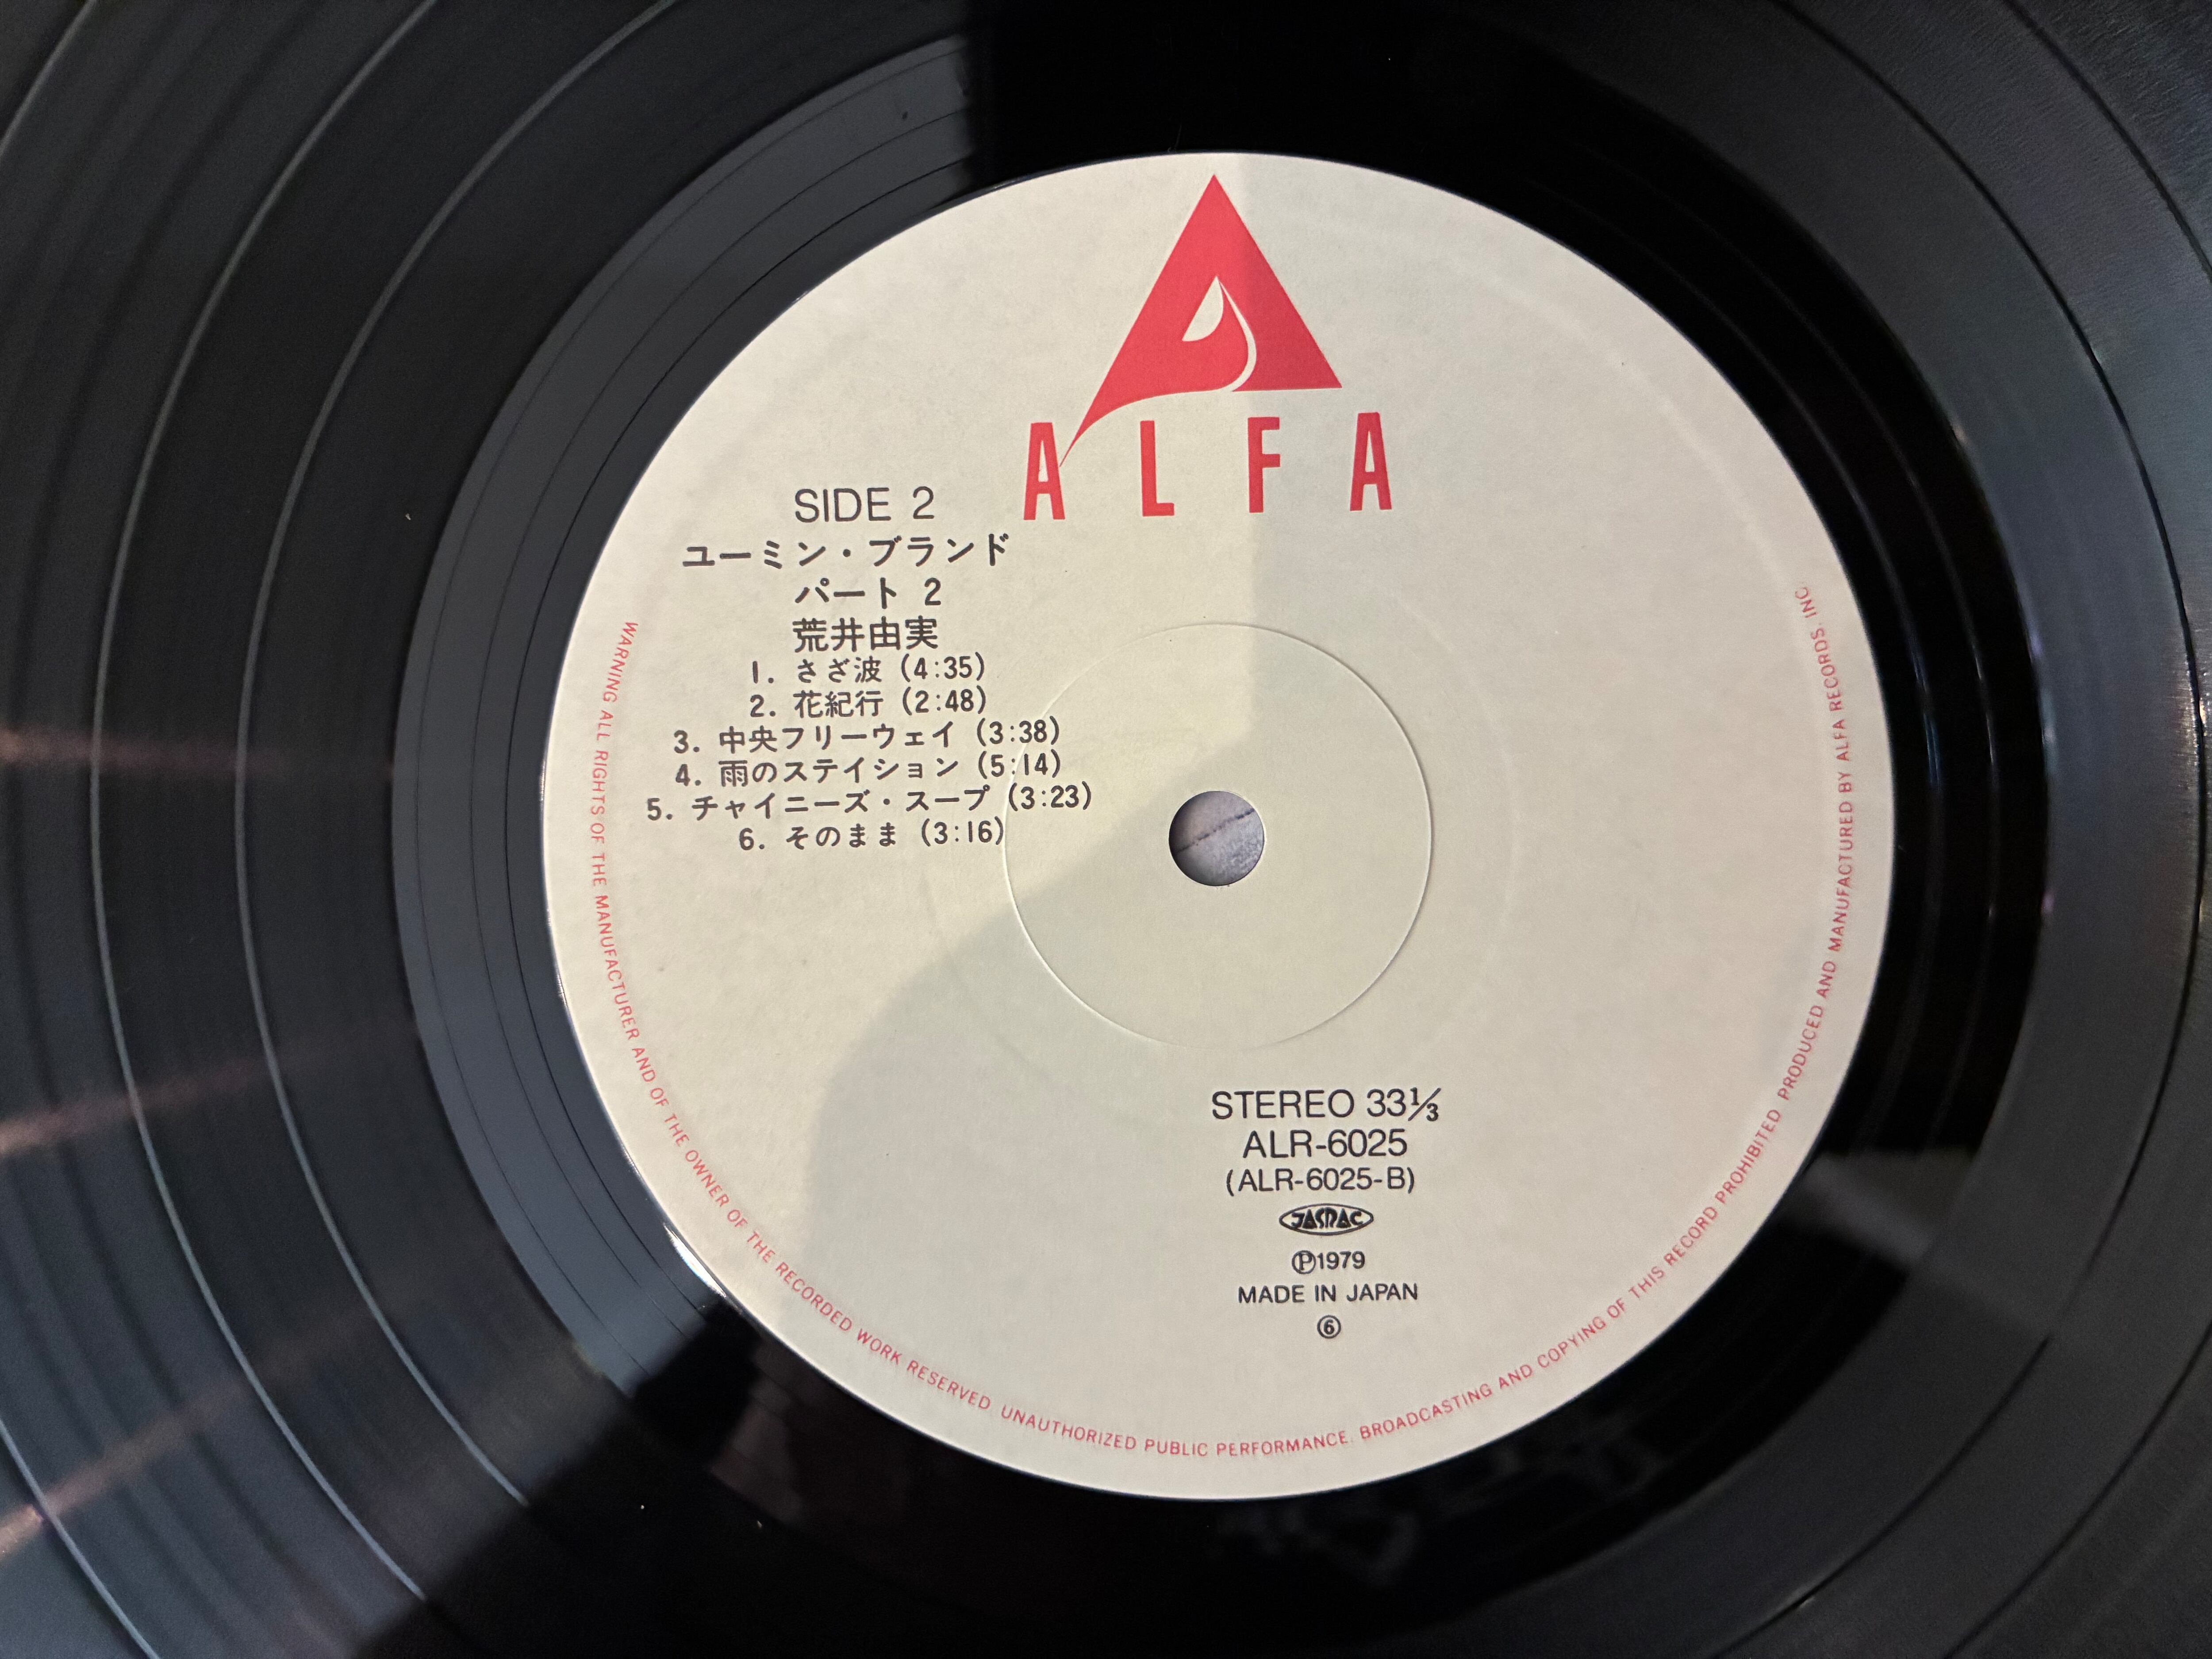 ALFA
SIDE 2
ユーミン・ブランド
パート 2
荒井由実
1. さざ波 (4:35)
2. 花紀行 (2:48)
3. 中央フリーウェイ (3:38)
4. 雨のステイション (5:14)
5. チャイニーズ・スープ (3:23)
6. そのまま (3:16)
STEREO 33⅓
ALR-6025
(ALR-6025-B)
JASRAC
Ⓟ1979
MADE IN JAPAN
⑥
WARNING ALL RIGHTS OF THE MANUFACTURER AND OF THE OWNER OF THE RECORDED WORK RESERVED UNAUTHORIZED PUBLIC PERFORMANCE. BROADCASTING AND COPYING OF THIS RECORD PROHIBITED PRODUCED AND MANUFACTURED BY ALFA RECORDS. INC